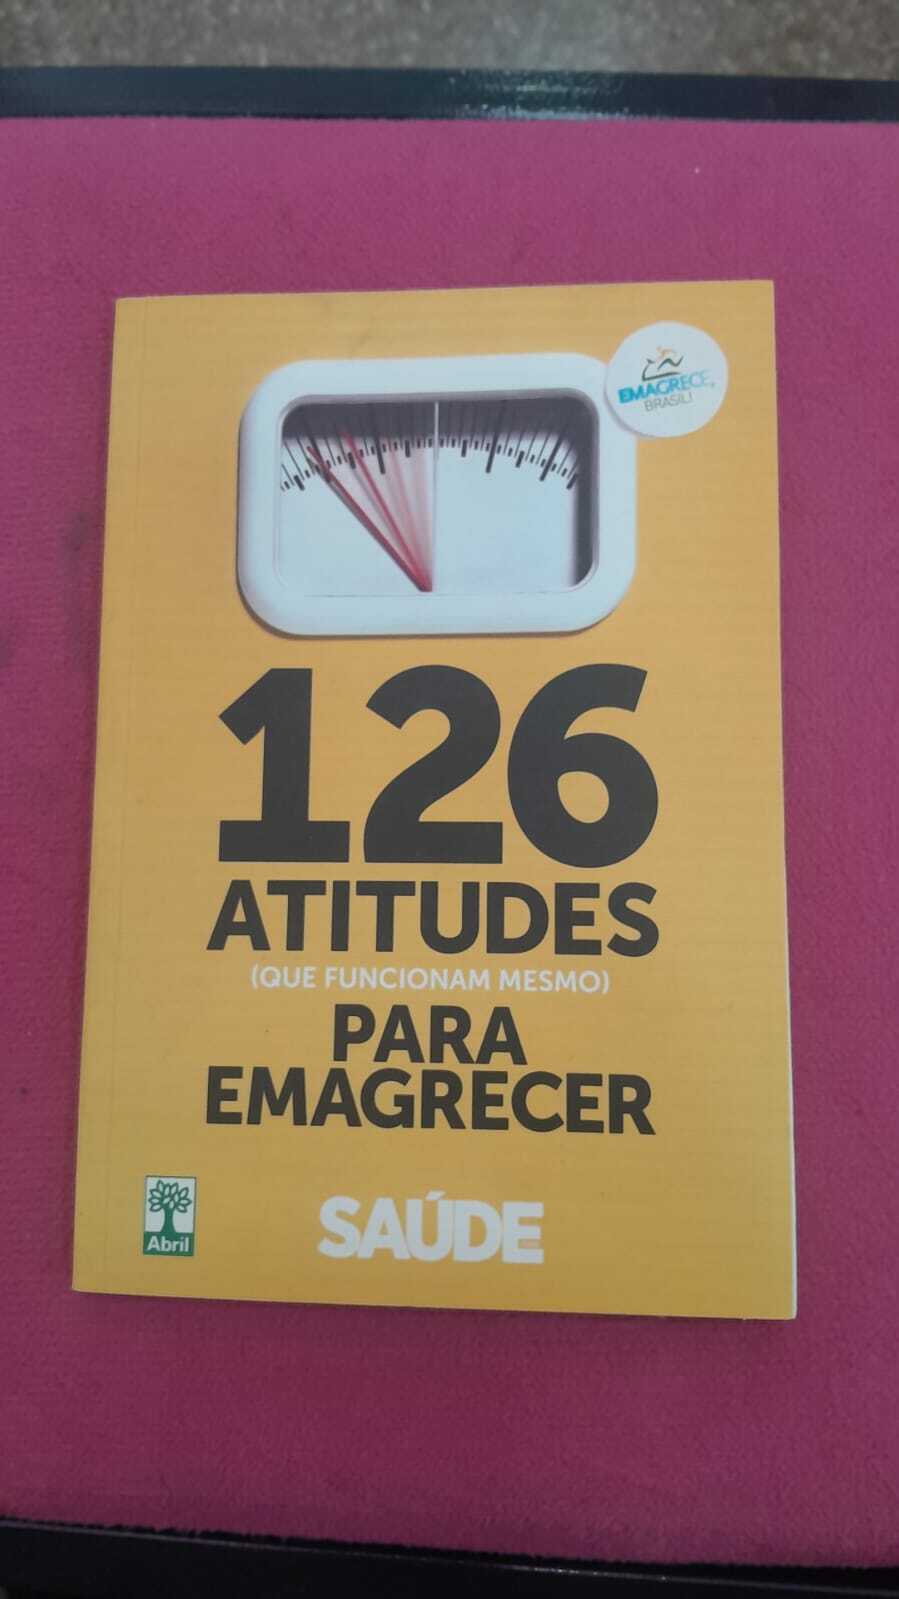 EMAGRECE,
BRASIL!
126
ATITUDES
(QUE FUNCIONAM MESMO)
PARA
EMAGRECER
Abril
SAÚDE